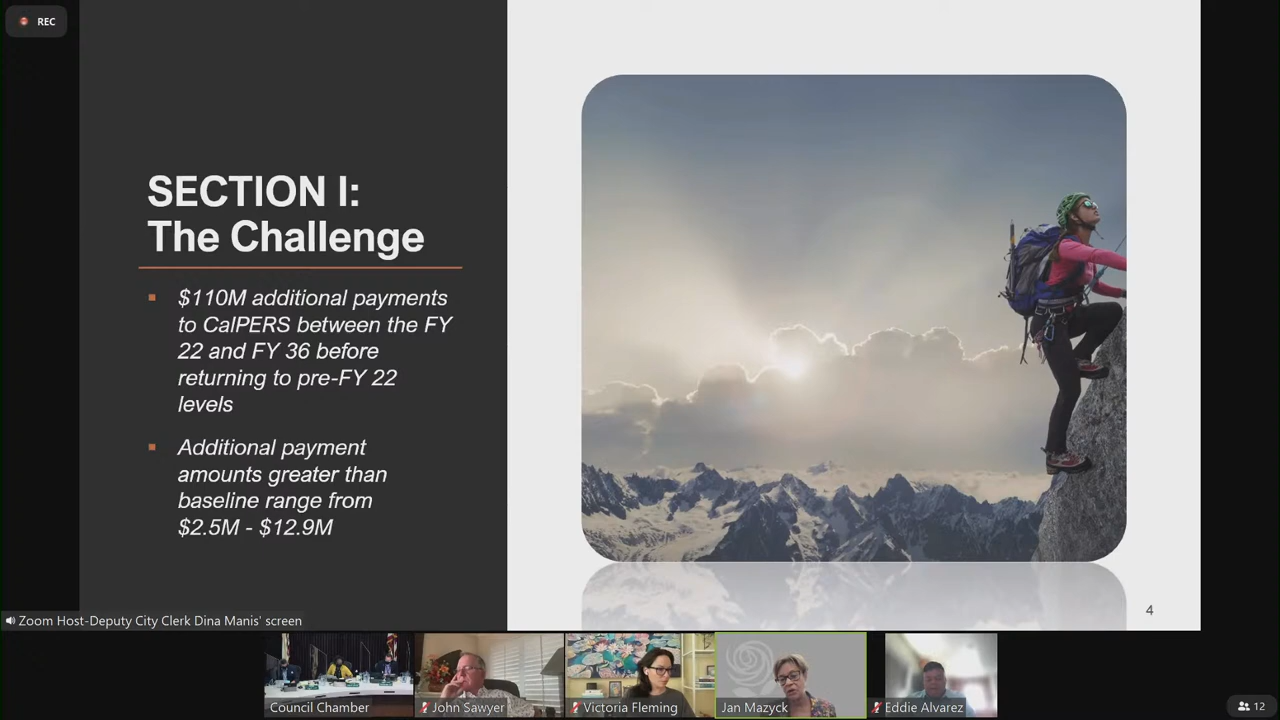 REC
SECTION I:
The Challenge
▪ $110M additional payments
to CalPERS between the FY
22 and FY 36 before
returning to pre-FY 22
levels
▪ Additional payment
amounts greater than
baseline range from
$2.5M - $12.9M
4
Zoom Host-Deputy City Clerk Dina Manis' screen
Council Chamber
John Sawyer
Victoria Fleming
Jan Mazyck
Eddie Alvarez
12